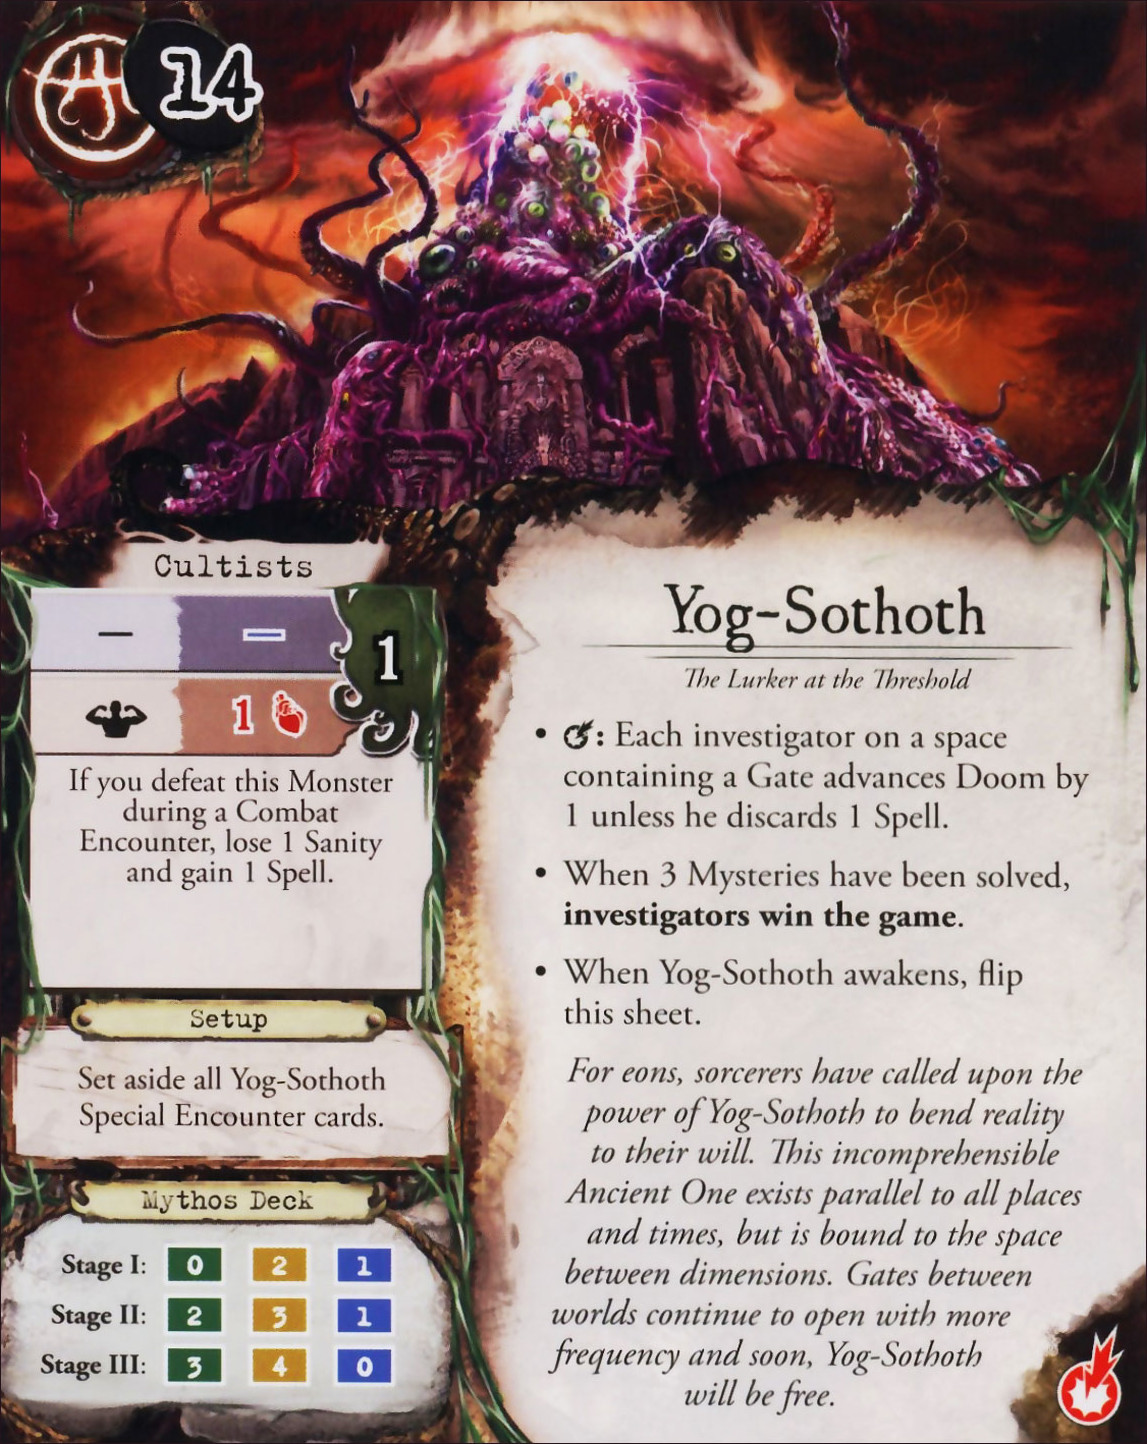 14
Cultists
—
—
1
1
If you defeat this Monster
during a Combat
Encounter, lose 1 Sanity
and gain 1 Spell.
Setup
Set aside all Yog-Sothoth
Special Encounter cards.
Mythos Deck
Stage I: 0 2 1
Stage II: 2 3 1
Stage III: 3 4 0
Yog-Sothoth
The Lurker at the Threshold
• : Each investigator on a space
containing a Gate advances Doom by
1 unless he discards 1 Spell.
• When 3 Mysteries have been solved,
investigators win the game.
• When Yog-Sothoth awakens, flip
this sheet.
For eons, sorcerers have called upon the
power of Yog-Sothoth to bend reality
to their will. This incomprehensible
Ancient One exists parallel to all places
and times, but is bound to the space
between dimensions. Gates between
worlds continue to open with more
frequency and soon, Yog-Sothoth
will be free.